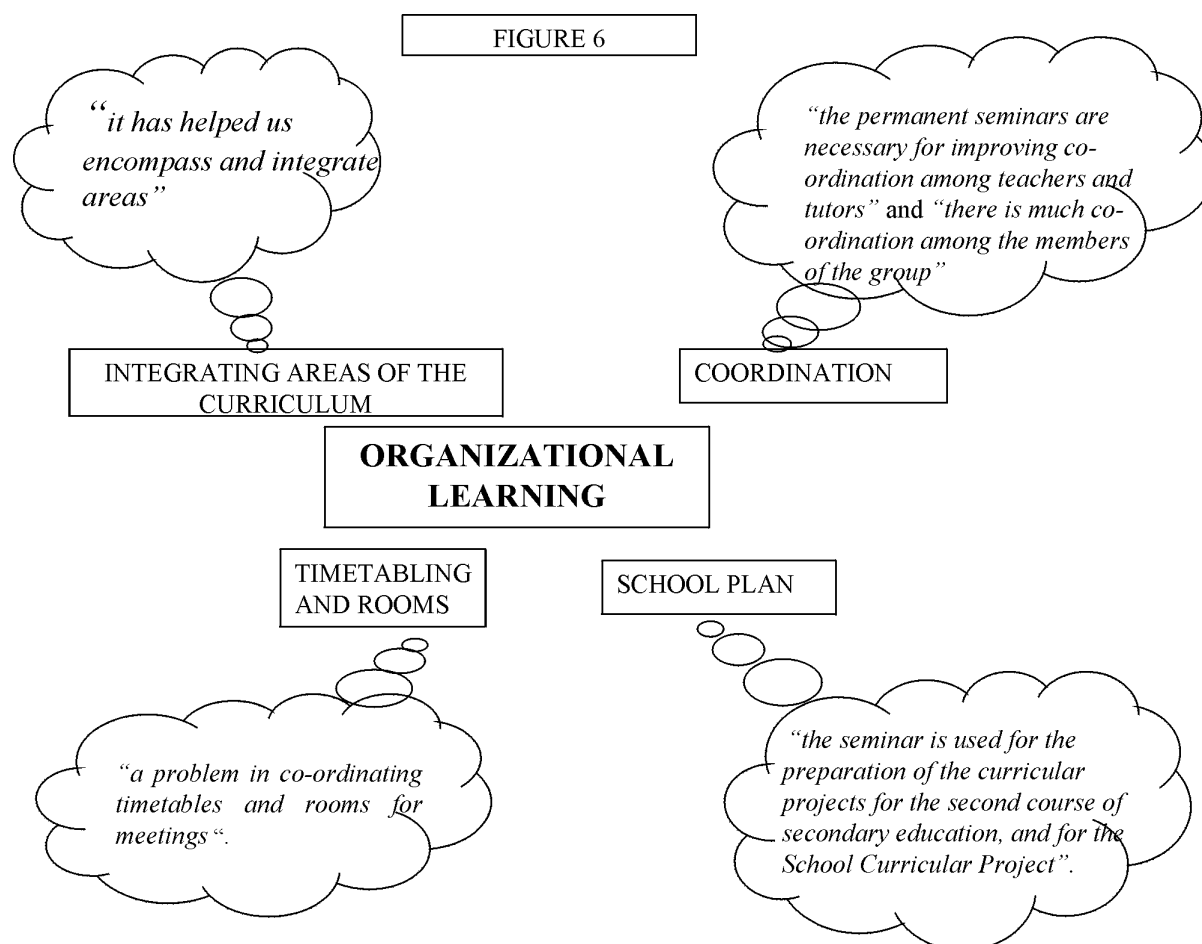 FIGURE 6
“it has helped us
encompass and integrate
areas”
“the permanent seminars are
necessary for improving co-
ordination among teachers and
tutors” and “there is much co-
ordination among the members
of the group”
INTEGRATING AREAS OF THE
CURRICULUM
COORDINATION
ORGANIZATIONAL
LEARNING
TIMETABLING
AND ROOMS
SCHOOL PLAN
“a problem in co-ordinating
timetables and rooms for
meetings “.
“the seminar is used for the
preparation of the curricular
projects for the second course of
secondary education, and for the
School Curricular Project”.